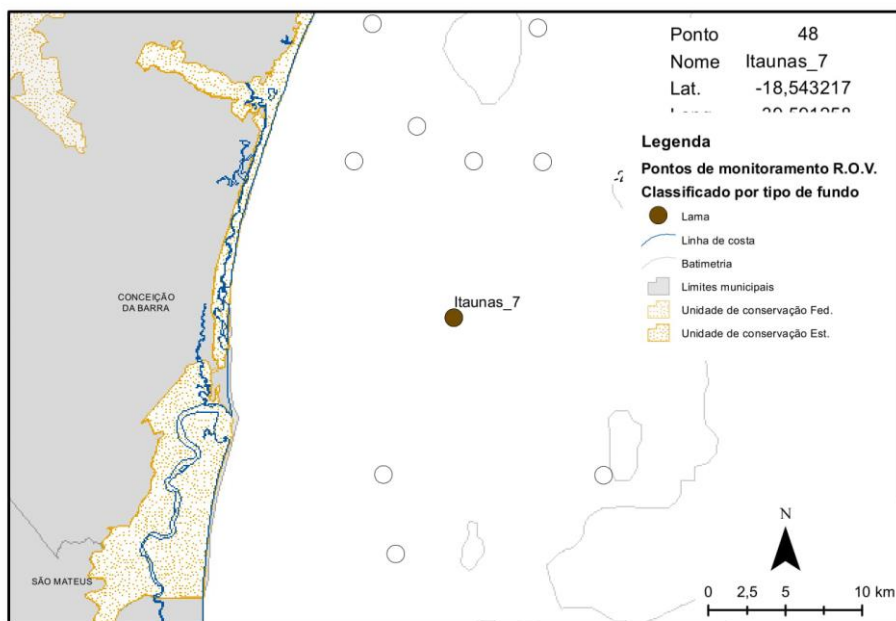 Ponto 48
Nome Itaunas_7
Lat. -18,543217
Legenda
Pontos de monitoramento R.O.V.
Classificado por tipo de fundo
Lama
Linha de costa
Batimetria
Limites municipais
Unidade de conservação Fed.
Unidade de conservação Est.
CONCEIÇÃO
DA BARRA
Itaunas_7
SÃO MATEUS
N
0 2,5 5 10 km